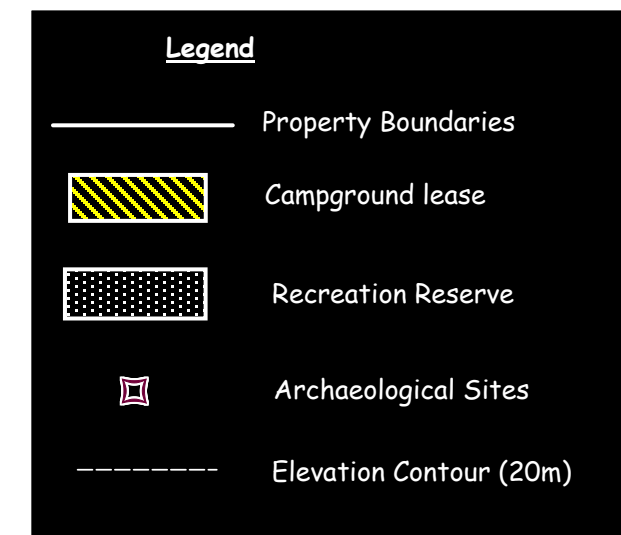 Legend
Property Boundaries
Campground lease
Recreation Reserve
Archaeological Sites
Elevation Contour (20m)